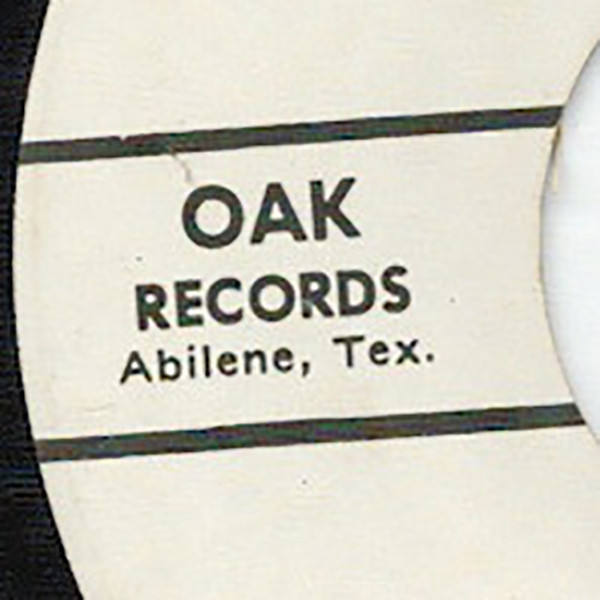 OAK
RECORDS
Abilene, Tex.